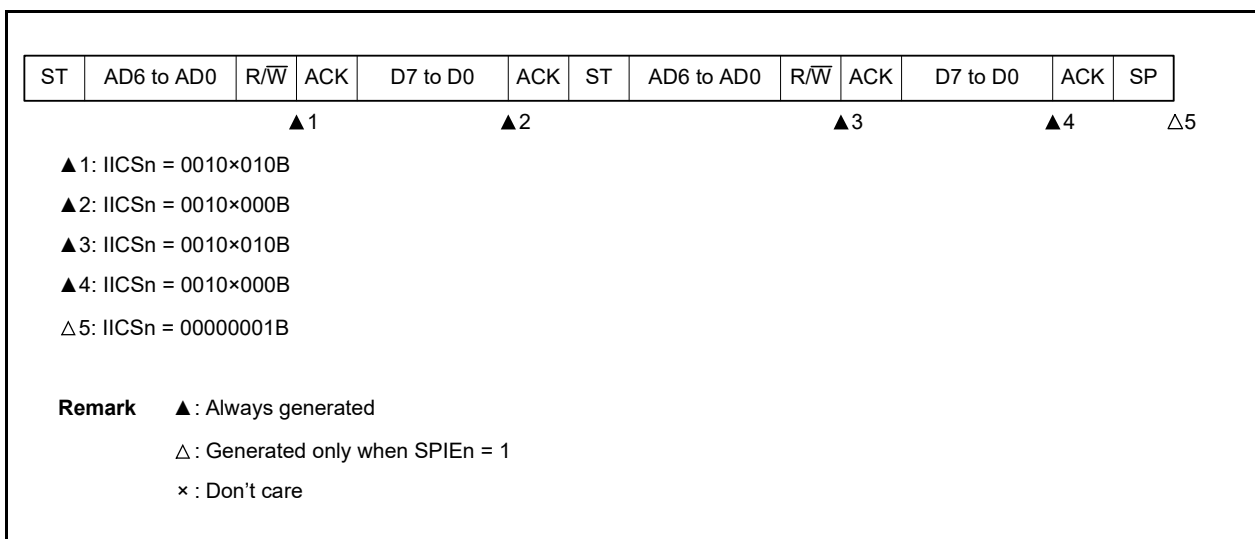 ST AD6 to AD0 R/W̅ ACK D7 to D0 ACK ST AD6 to AD0 R/W̅ ACK D7 to D0 ACK SP
▲1 ▲2 ▲3 ▲4 △5
▲1: IICSn = 0010×010B
▲2: IICSn = 0010×000B
▲3: IICSn = 0010×010B
▲4: IICSn = 0010×000B
△5: IICSn = 00000001B
Remark ▲: Always generated
△: Generated only when SPIEn = 1
× : Don't care